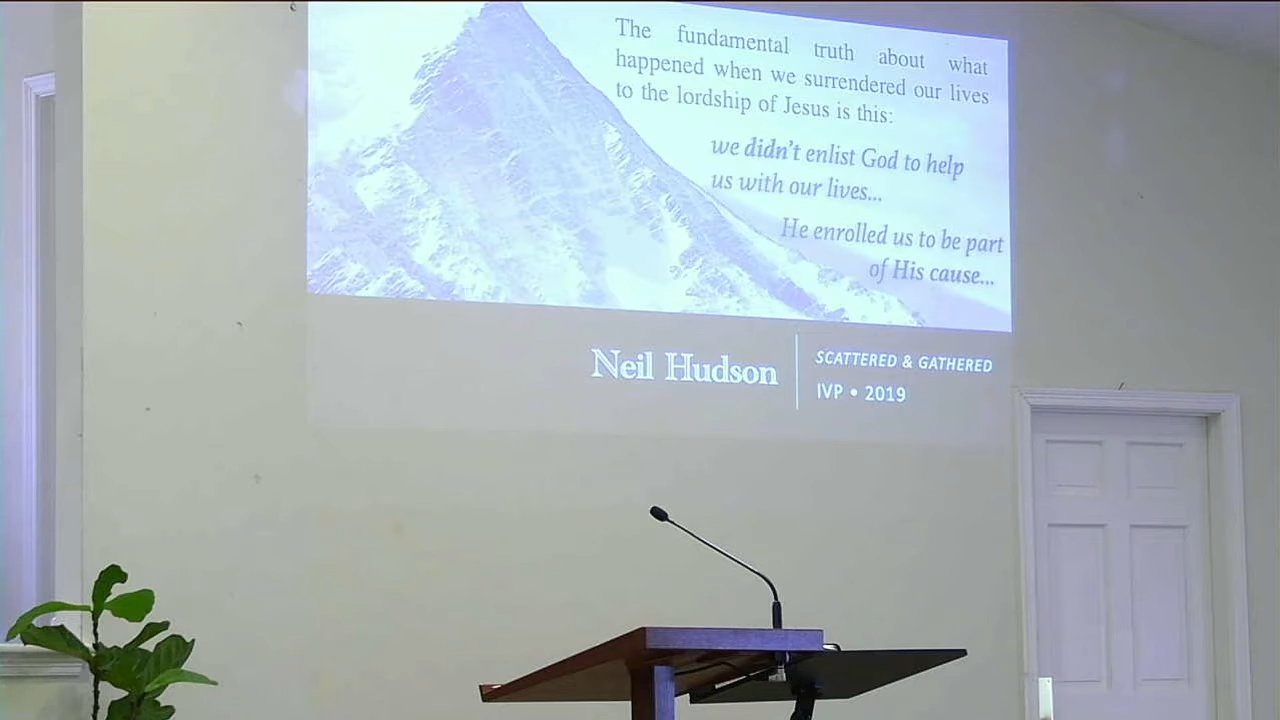 The fundamental truth about what
happened when we surrendered our lives
to the lordship of Jesus is this:
we didn't enlist God to help
us with our lives...
He enrolled us to be part
of His cause...
Neil Hudson
SCATTERED & GATHERED
IVP • 2019